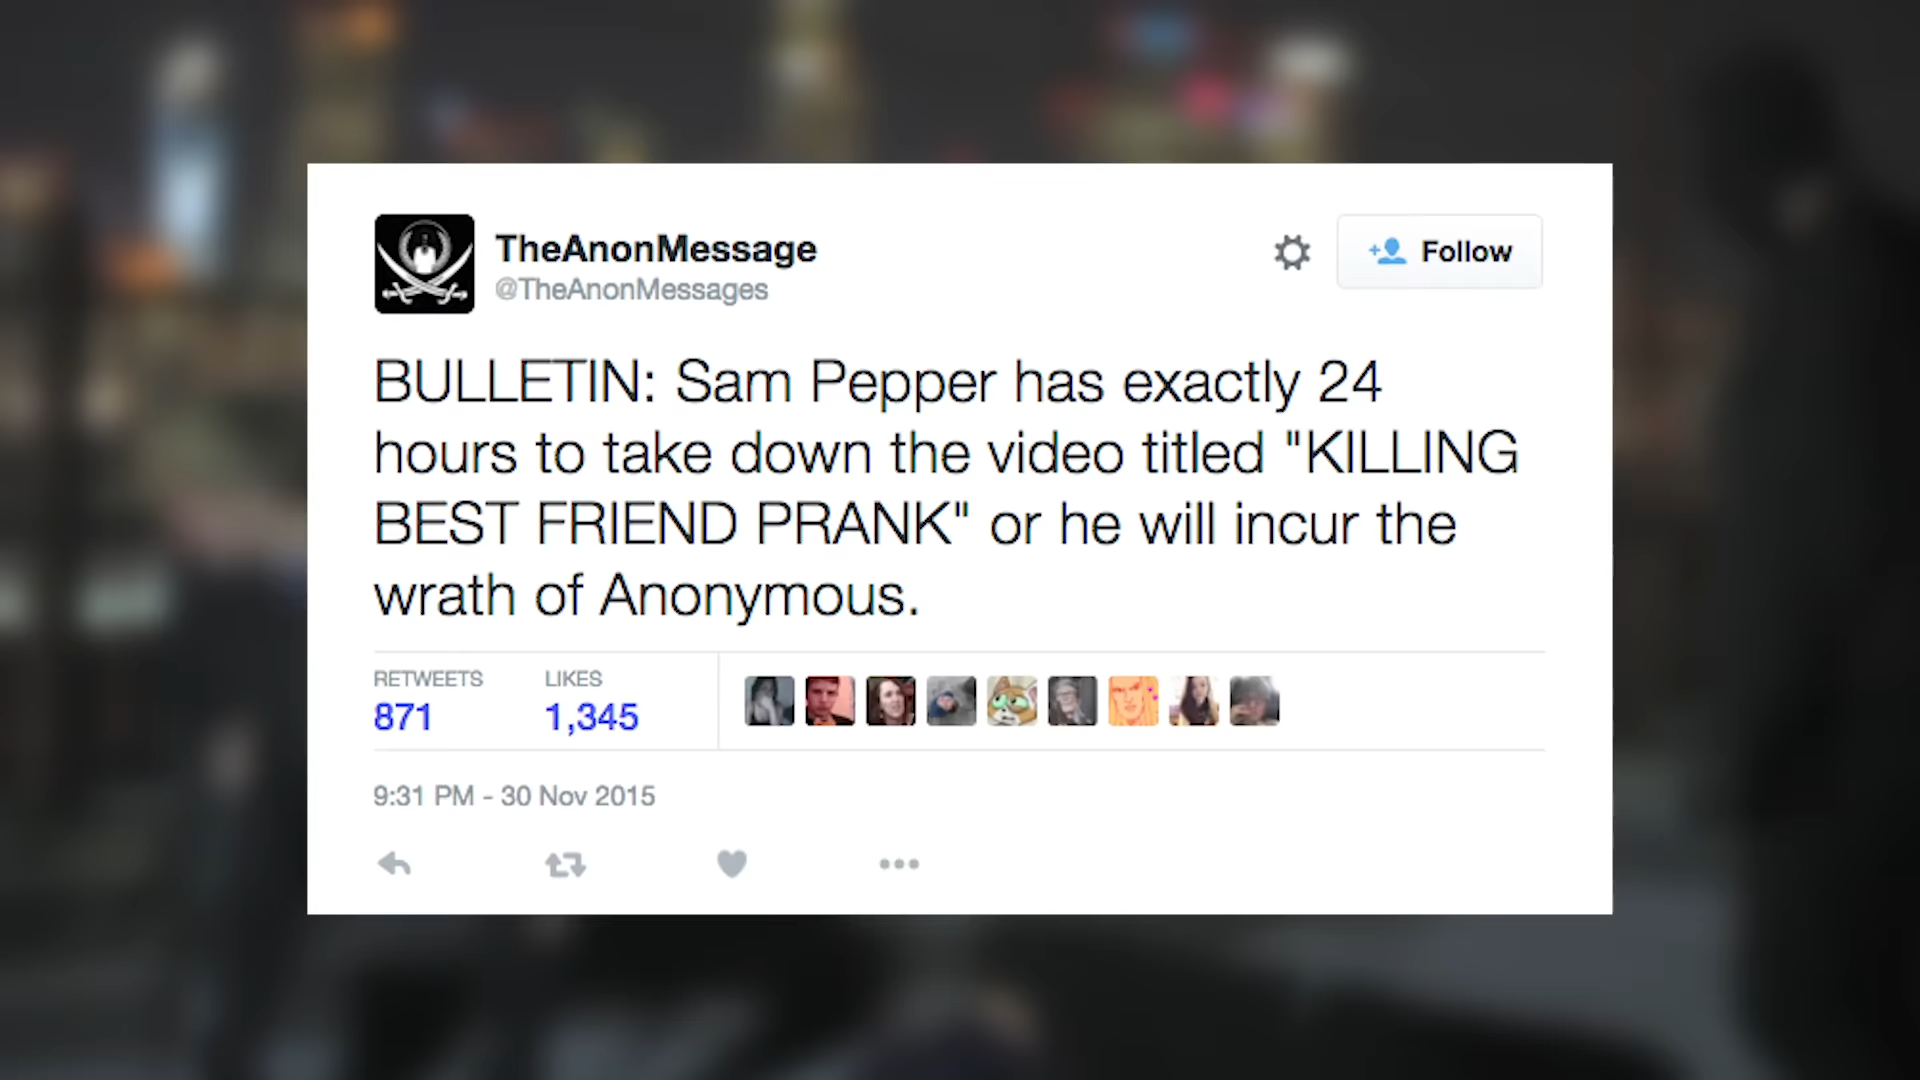 TheAnonMessage
@TheAnonMessages
Follow
BULLETIN: Sam Pepper has exactly 24
hours to take down the video titled "KILLING
BEST FRIEND PRANK" or he will incur the
wrath of Anonymous.
RETWEETS LIKES
871 1,345
9:31 PM - 30 Nov 2015